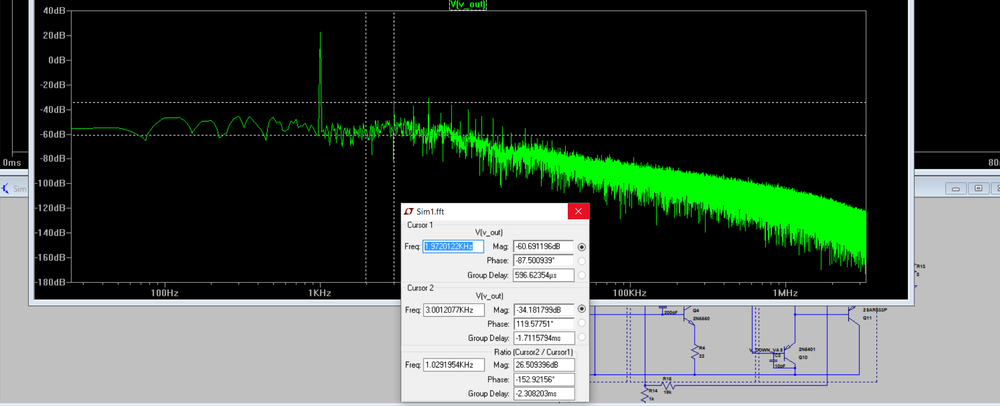 V(v_out)
40dB
20dB
0dB
-20dB
-40dB
-60dB
-80dB
-100dB
-120dB
-140dB
-160dB
-180dB
100Hz
1KHz
100KHz
1MHz
0ms
Sim1.fft
Cursor 1
V(v_out)
Freq: 1.9720122KHz Mag: -60.691196dB
Phase: -87.500939°
Group Delay: 596.62354µs
Cursor 2
V(v_out)
Freq: 3.0012077KHz Mag: -34.181799dB
Phase: 119.57751°
Group Delay: -1.7115794ms
Ratio (Cursor2 / Cursor1)
Freq: 1.0291954KHz Mag: 26.509396dB
Phase: -152.92156°
Group Delay: -2.308203ms
R13
8
200pF
Q4
2N5550
R4
22
V_DOWN_VAS
C3
10pF
2N5401
Q10
2SAR533P
Q11
R15
18k
R14
1k